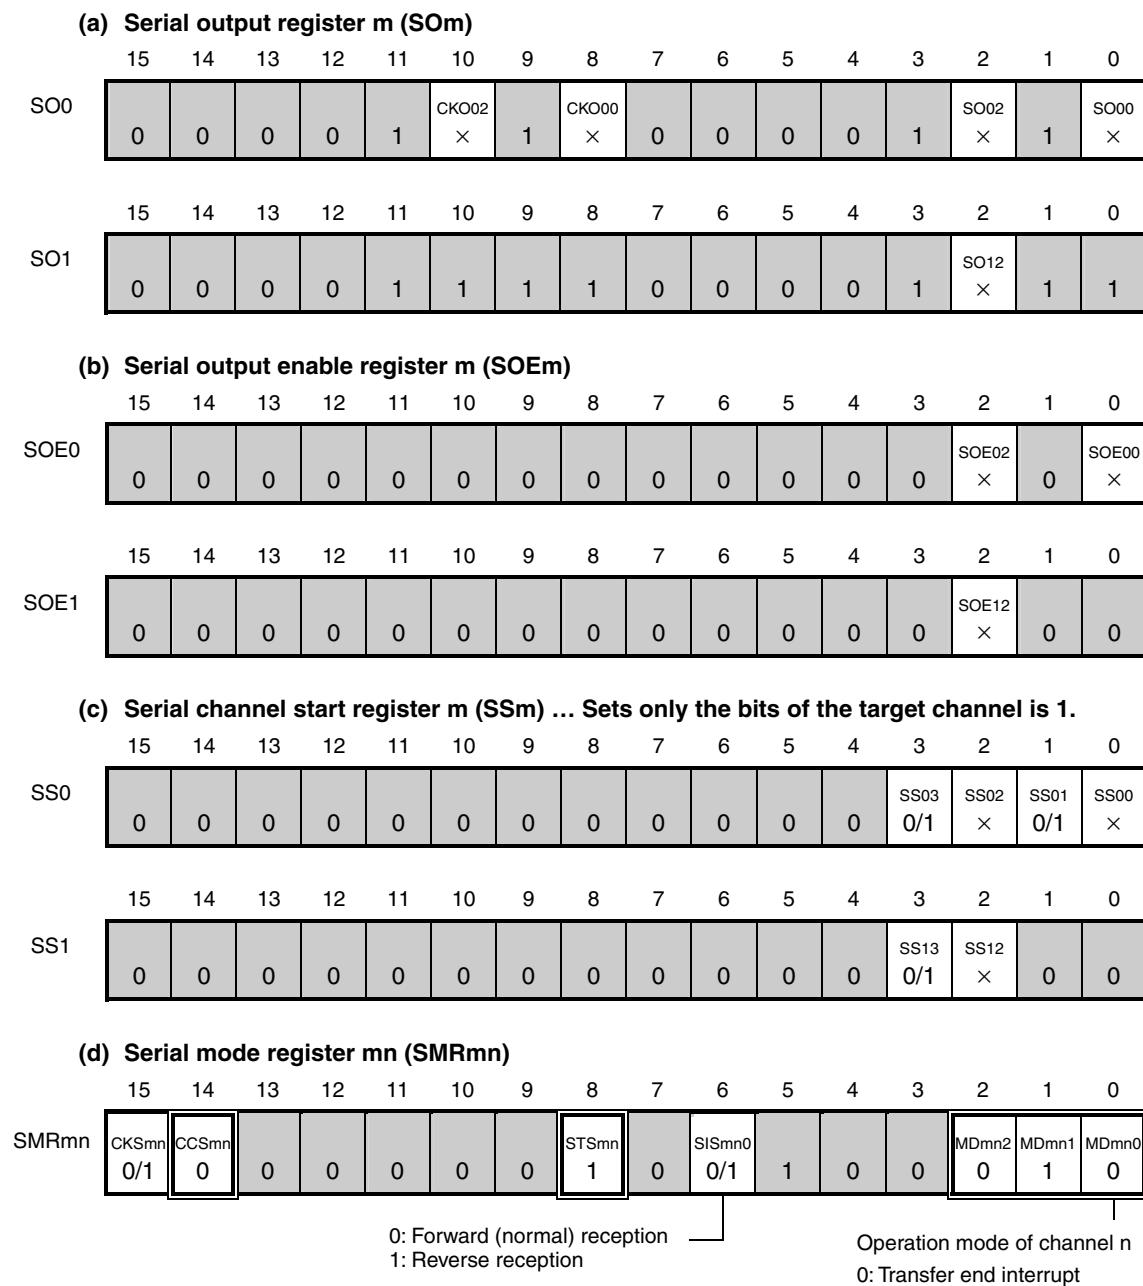 (a) Serial output register m (SOm)
15 14 13 12 11 10 9 8 7 6 5 4 3 2 1 0
SO0
CKO02 CKO00 SO02 SO00
0 0 0 0 1 × 1 × 0 0 0 0 1 × 1 ×
15 14 13 12 11 10 9 8 7 6 5 4 3 2 1 0
SO1
SO12
0 0 0 0 1 1 1 1 0 0 0 0 1 × 1 1
(b) Serial output enable register m (SOEm)
15 14 13 12 11 10 9 8 7 6 5 4 3 2 1 0
SOE0
SOE02 SOE00
0 0 0 0 0 0 0 0 0 0 0 0 0 × 0 ×
15 14 13 12 11 10 9 8 7 6 5 4 3 2 1 0
SOE1
SOE12
0 0 0 0 0 0 0 0 0 0 0 0 0 × 0 0
(c) Serial channel start register m (SSm) … Sets only the bits of the target channel is 1.
15 14 13 12 11 10 9 8 7 6 5 4 3 2 1 0
SS0
SS03 SS02 SS01 SS00
0 0 0 0 0 0 0 0 0 0 0 0 0/1 × 0/1 ×
15 14 13 12 11 10 9 8 7 6 5 4 3 2 1 0
SS1
SS13 SS12
0 0 0 0 0 0 0 0 0 0 0 0 0/1 × 0 0
(d) Serial mode register mn (SMRmn)
15 14 13 12 11 10 9 8 7 6 5 4 3 2 1 0
SMRmn
CKSmn CCSmn STSmn SISmn0 MDmn2 MDmn1 MDmn0
0/1 0 0 0 0 0 0 1 0 0/1 1 0 0 0 1 0
0: Forward (normal) reception
1: Reverse reception
Operation mode of channel n
0: Transfer end interrupt